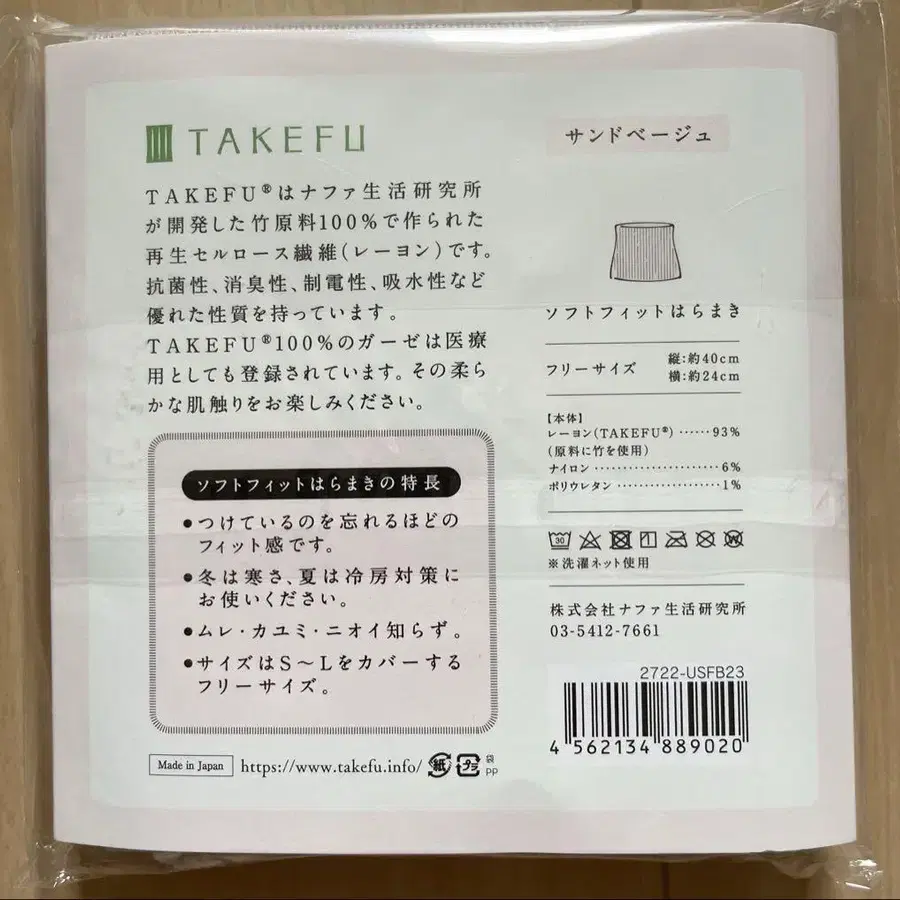 TAKEFU
TAKEFU®はナファ生活研究所
が開発した竹原料100%で作られた
再生セルロース繊維(レーヨン)です。
抗菌性、消臭性、制電性、吸水性など
優れた性質を持っています。
TAKEFU®100%のガーゼは医療
用としても登録されています。その柔ら
かな肌触りをお楽しみください。
ソフトフィットはらまきの特長
●つけているのを忘れるほどの
フィット感です。
●冬は寒さ、夏は冷房対策に
お使いください。
●ムレ・カユミ・ニオイ知らず。
●サイズはS〜Lをカバーする
フリーサイズ。
Made in Japan
https://www.takefu.info/
紙
プラ
袋
PP
サンドベージュ
ソフトフィットはらまき
フリーサイズ
縦:約40cm
横:約24cm
【本体】
レーヨン(TAKEFU®)……93%
(原料に竹を使用)
ナイロン…………………6%
ポリウレタン………………1%
30
W
※洗濯ネット使用
株式会社ナファ生活研究所
03-5412-7661
2722-USFB23
4 562134 889020